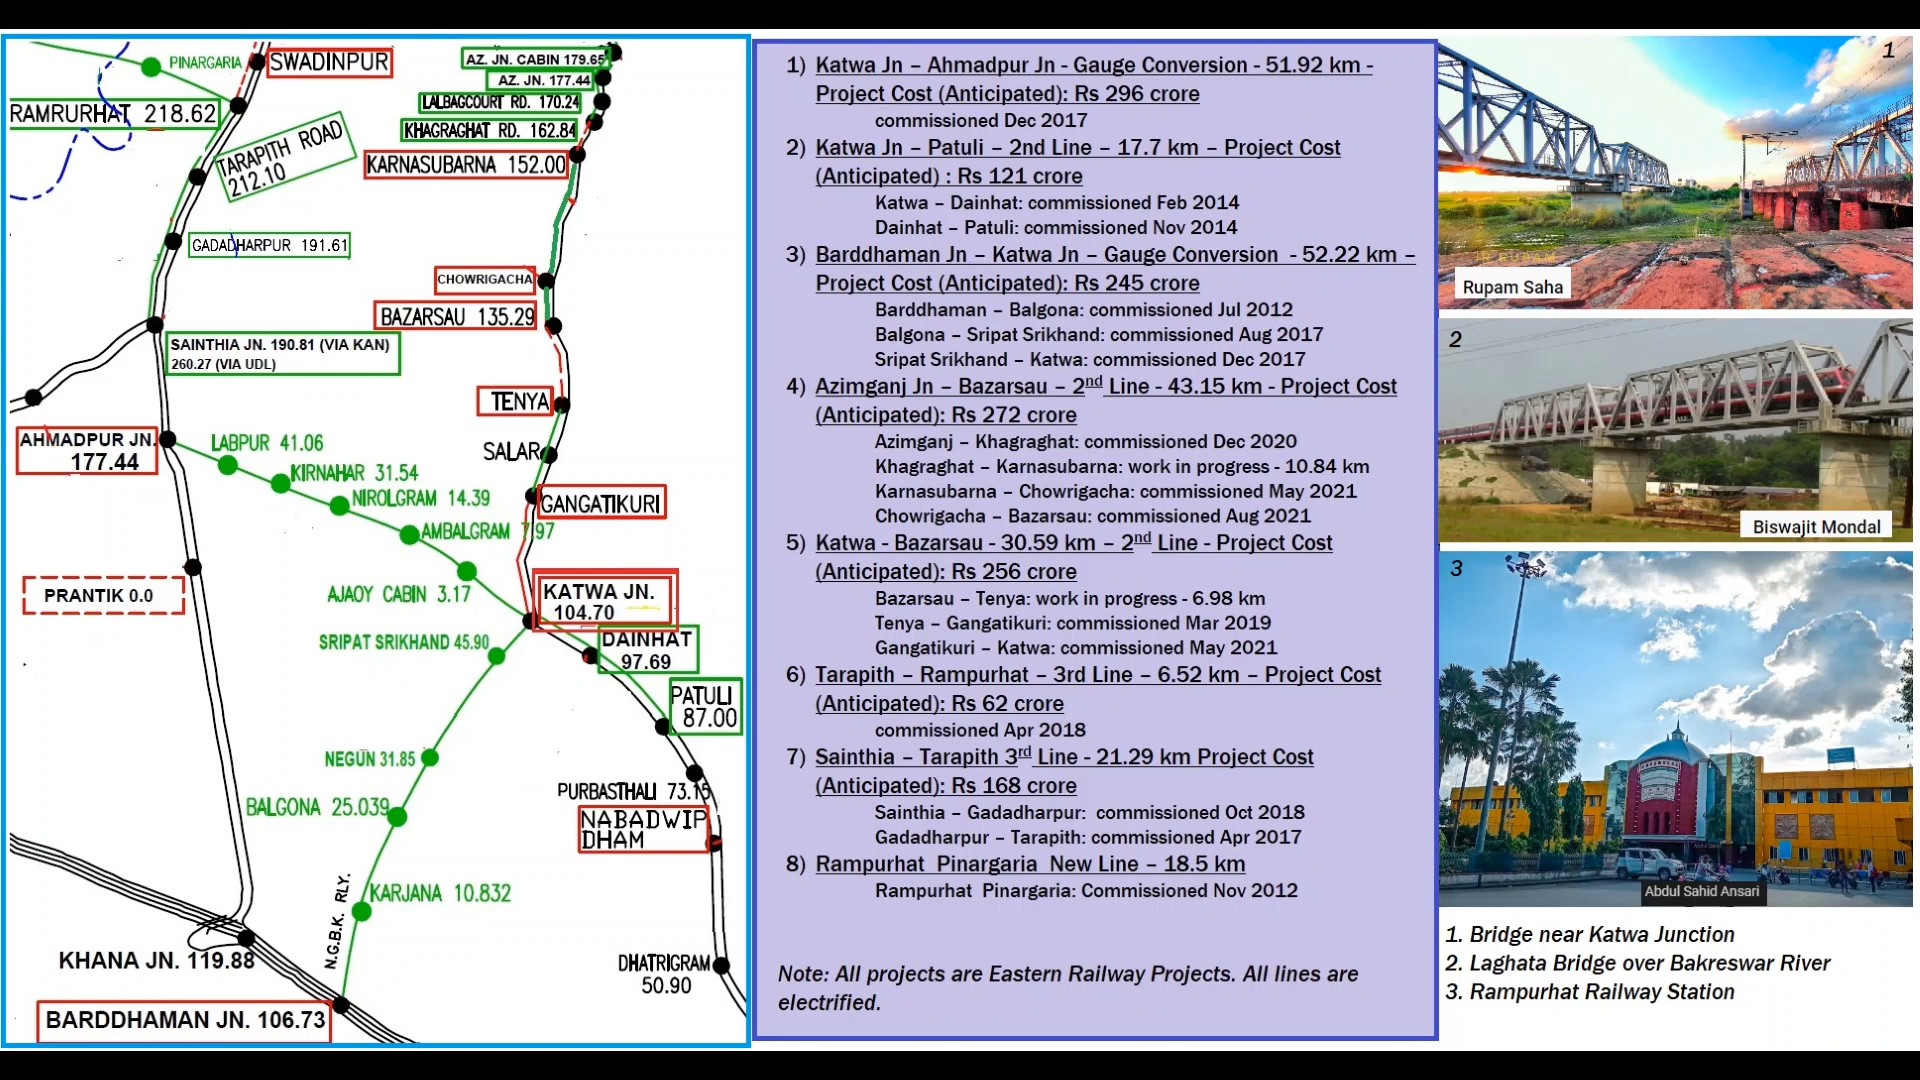 PINARGARIA
SWADINPUR
RAMRURHAT 218.62
TARAPITH ROAD
212.10
GADADHARPUR 191.61
AZ. JN. CABIN 179.65
AZ. JN. 177.44
LALBAGCOURT RD. 170.24
KHAGRAGHAT RD. 162.84
KARNASUBARNA 152.00
CHOWRIGACHA
BAZARSAU 135.29
SAINTHIA JN. 190.81 (VIA KAN)
260.27 (VIA UDL)
TENYA
AHMADPUR JN.
177.44
LABPUR 41.06
KIRNAHAR 31.54
NIROLGRAM 14.39
AMBALGRAM 7.97
SALAR
GANGATIKURI
PRANTIK 0.0
AJAOY CABIN 3.17
KATWA JN.
104.70
SRIPAT SRIKHAND 45.90
DAINHAT
97.69
PATULI
87.00
NEGUN 31.85
BALGONA 25.039
PURBASTHALI 73.15
NABADWIP
DHAM
KARJANA 10.832
N.G.B.K. RLY.
KHANA JN. 119.88
DHATRIGRAM
50.90
BARDDHAMAN JN. 106.73
1) Katwa Jn – Ahmadpur Jn - Gauge Conversion - 51.92 km -
Project Cost (Anticipated): Rs 296 crore
commissioned Dec 2017
2) Katwa Jn – Patuli – 2nd Line – 17.7 km – Project Cost
(Anticipated) : Rs 121 crore
Katwa – Dainhat: commissioned Feb 2014
Dainhat – Patuli: commissioned Nov 2014
3) Barddhaman Jn – Katwa Jn – Gauge Conversion - 52.22 km –
Project Cost (Anticipated): Rs 245 crore
Barddhaman – Balgona: commissioned Jul 2012
Balgona – Sripat Srikhand: commissioned Aug 2017
Sripat Srikhand – Katwa: commissioned Dec 2017
4) Azimganj Jn – Bazarsau – 2nd Line - 43.15 km - Project Cost
(Anticipated): Rs 272 crore
Azimganj – Khagraghat: commissioned Dec 2020
Khagraghat – Karnasubarna: work in progress - 10.84 km
Karnasubarna – Chowrigacha: commissioned May 2021
Chowrigacha – Bazarsau: commissioned Aug 2021
5) Katwa - Bazarsau - 30.59 km – 2nd Line - Project Cost
(Anticipated): Rs 256 crore
Bazarsau – Tenya: work in progress - 6.98 km
Tenya – Gangatikuri: commissioned Mar 2019
Gangatikuri – Katwa: commissioned May 2021
6) Tarapith – Rampurhat – 3rd Line – 6.52 km – Project Cost
(Anticipated): Rs 62 crore
commissioned Apr 2018
7) Sainthia – Tarapith 3rd Line - 21.29 km Project Cost
(Anticipated): Rs 168 crore
Sainthia – Gadadharpur: commissioned Oct 2018
Gadadharpur – Tarapith: commissioned Apr 2017
8) Rampurhat Pinargaria New Line – 18.5 km
Rampurhat Pinargaria: Commissioned Nov 2012
Note: All projects are Eastern Railway Projects. All lines are
electrified.
1
JR RUPAM
Rupam Saha
2
Biswajit Mondal
3
Abdul Sahid Ansari
1. Bridge near Katwa Junction
2. Laghata Bridge over Bakreswar River
3. Rampurhat Railway Station